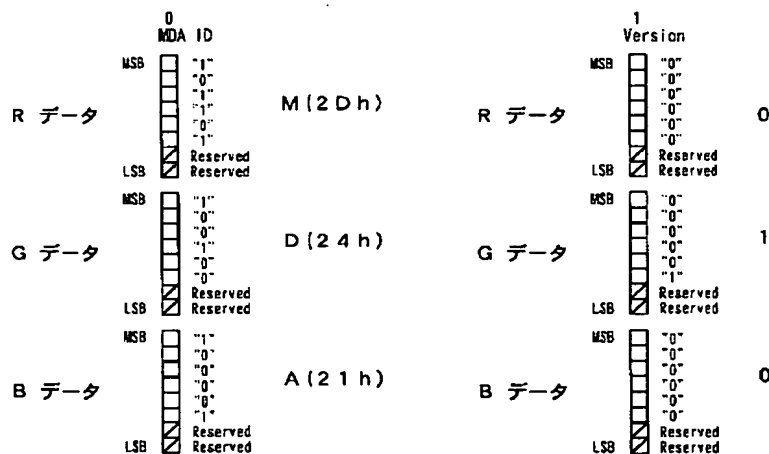 0
MDA ID
MSB
"1"
"0"
"1"
"1"
"0"
"1"
Reserved
LSB Reserved
R データ
M(2Dh)
MSB
"1"
"0"
"0"
"1"
"0"
"0"
Reserved
LSB Reserved
G データ
D(24h)
MSB
"1"
"0"
"0"
"0"
"0"
"1"
Reserved
LSB Reserved
B データ
A(21h)
1
Version
MSB
"0"
"0"
"0"
"0"
"0"
"0"
Reserved
LSB Reserved
R データ
0
MSB
"0"
"0"
"0"
"0"
"0"
"1"
Reserved
LSB Reserved
G データ
1
MSB
"0"
"0"
"0"
"0"
"0"
"0"
Reserved
LSB Reserved
B データ
0